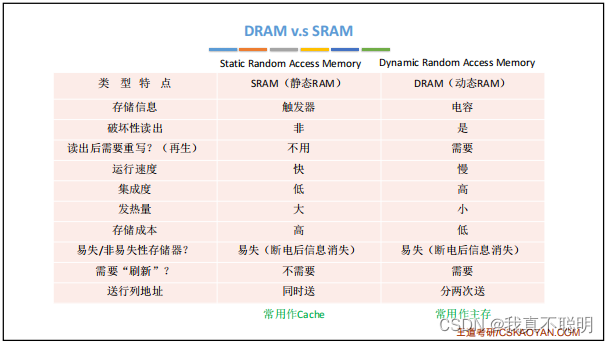 DRAM v.s SRAM
Static Random Access Memory Dynamic Random Access Memory
类 型 特 点 SRAM（静态RAM） DRAM（动态RAM）
存储信息 触发器 电容
破坏性读出 非 是
读出后需要重写？（再生） 不用 需要
运行速度 快 慢
集成度 低 高
发热量 大 小
存储成本 高 低
易失/非易失性存储器？ 易失（断电后信息消失） 易失（断电后信息消失）
需要“刷新”？ 不需要 需要
送行列地址 同时送 分两次送
常用作Cache 常用作主存
CSDN @我真不聪明
王道考研/CSKAOYAN.COM